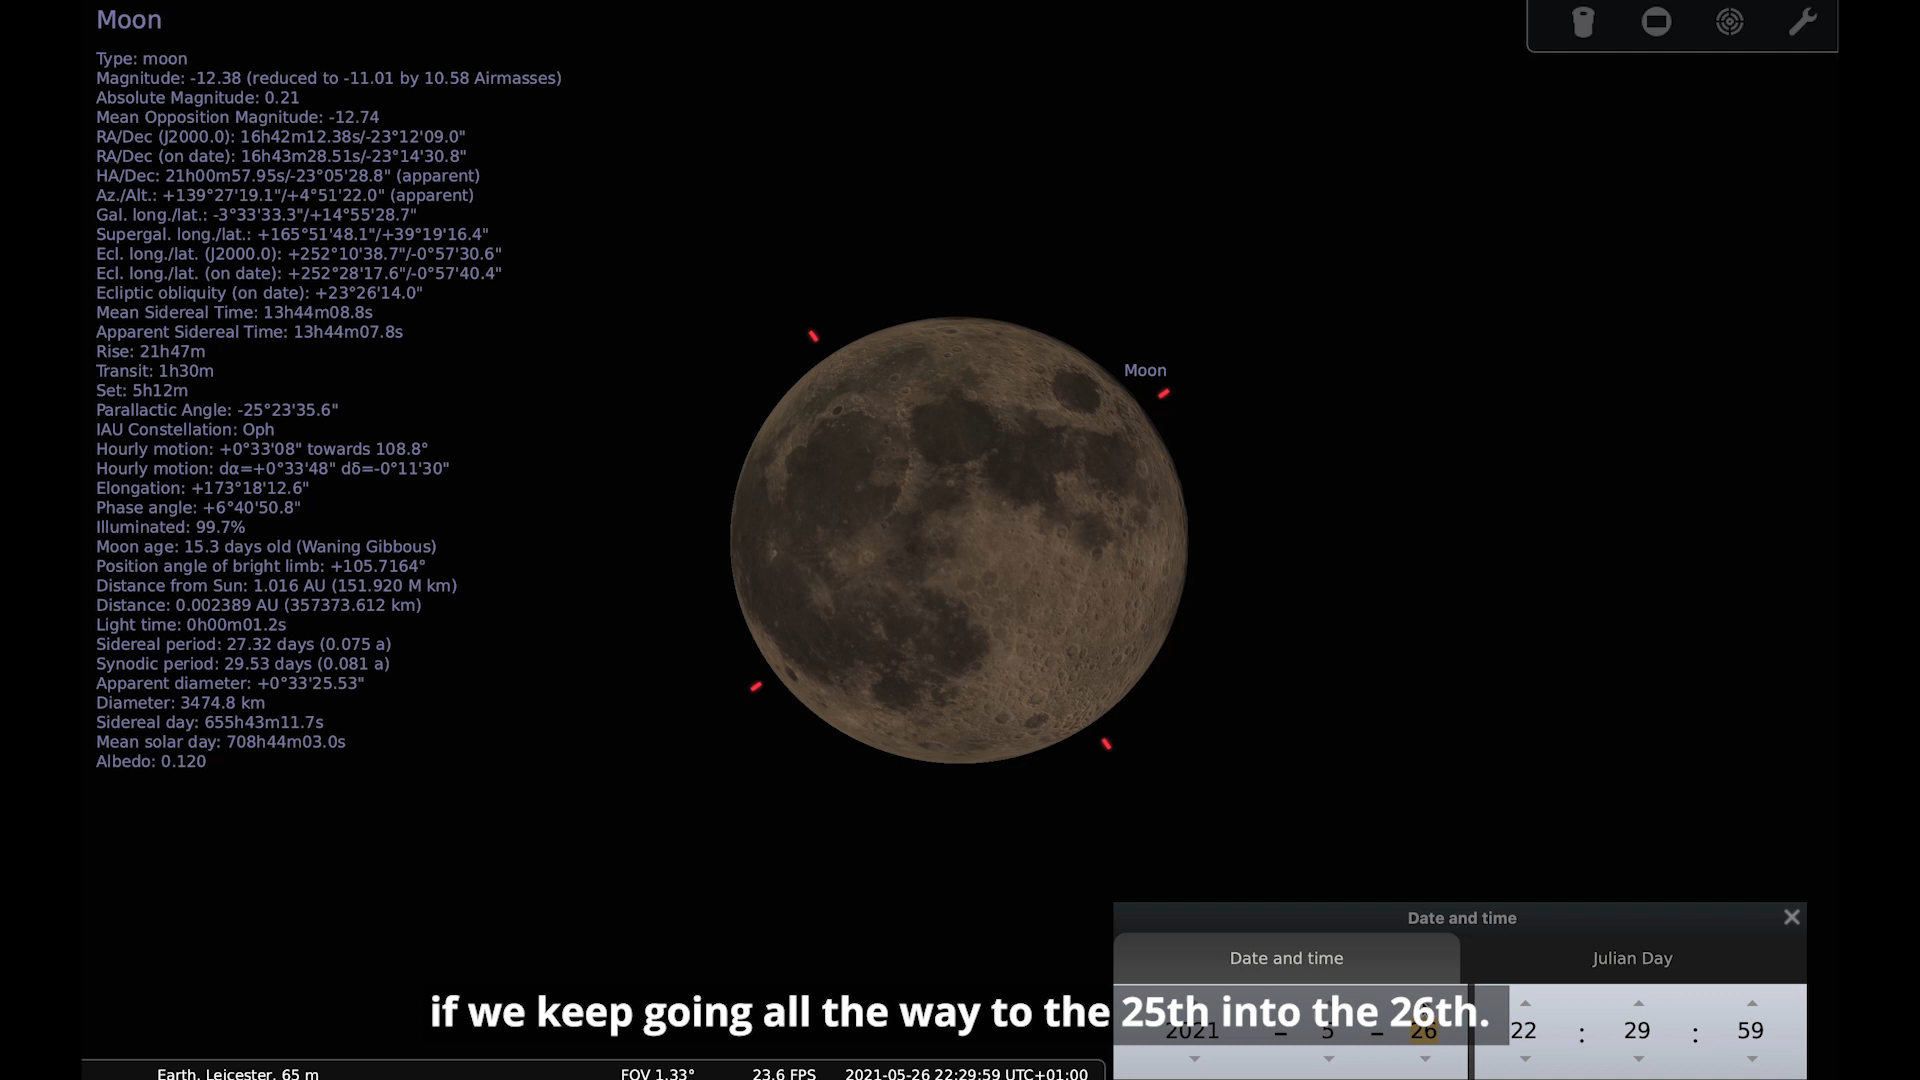 Moon
Type: moon
Magnitude: -12.38 (reduced to -11.01 by 10.58 Airmasses)
Absolute Magnitude: 0.21
Mean Opposition Magnitude: -12.74
RA/Dec (J2000.0): 16h42m12.38s/-23°12'09.0"
RA/Dec (on date): 16h43m28.51s/-23°14'30.8"
HA/Dec: 21h00m57.95s/-23°05'28.8" (apparent)
Az./Alt.: +139°27'19.1"/+4°51'22.0" (apparent)
Gal. long./lat.: -3°33'33.3"/+14°55'28.7"
Supergal. long./lat.: +165°51'48.1"/+39°19'16.4"
Ecl. long./lat. (J2000.0): +252°10'38.7"/-0°57'30.6"
Ecl. long./lat. (on date): +252°28'17.6"/-0°57'40.4"
Ecliptic obliquity (on date): +23°26'14.0"
Mean Sidereal Time: 13h44m08.8s
Apparent Sidereal Time: 13h44m07.8s
Rise: 21h47m
Transit: 1h30m
Set: 5h12m
Parallactic Angle: -25°23'35.6"
IAU Constellation: Oph
Hourly motion: +0°33'08" towards 108.8°
Hourly motion: dα=+0°33'48" dδ=-0°11'30"
Elongation: +173°18'12.6"
Phase angle: +6°40'50.8"
Illuminated: 99.7%
Moon age: 15.3 days old (Waning Gibbous)
Position angle of bright limb: +105.7164°
Distance from Sun: 1.016 AU (151.920 M km)
Distance: 0.002389 AU (357373.612 km)
Light time: 0h00m01.2s
Sidereal period: 27.32 days (0.075 a)
Synodic period: 29.53 days (0.081 a)
Apparent diameter: +0°33'25.53"
Diameter: 3474.8 km
Sidereal day: 655h43m11.7s
Mean solar day: 708h44m03.0s
Albedo: 0.120
Moon
Date and time
Date and time
Julian Day
2021 – 5 – 26 22 : 29 : 59
if we keep going all the way to the 25th into the 26th.
Earth, Leicester, 65 m FOV 1.33° 23.6 FPS 2021-05-26 22:29:59 UTC+01:00